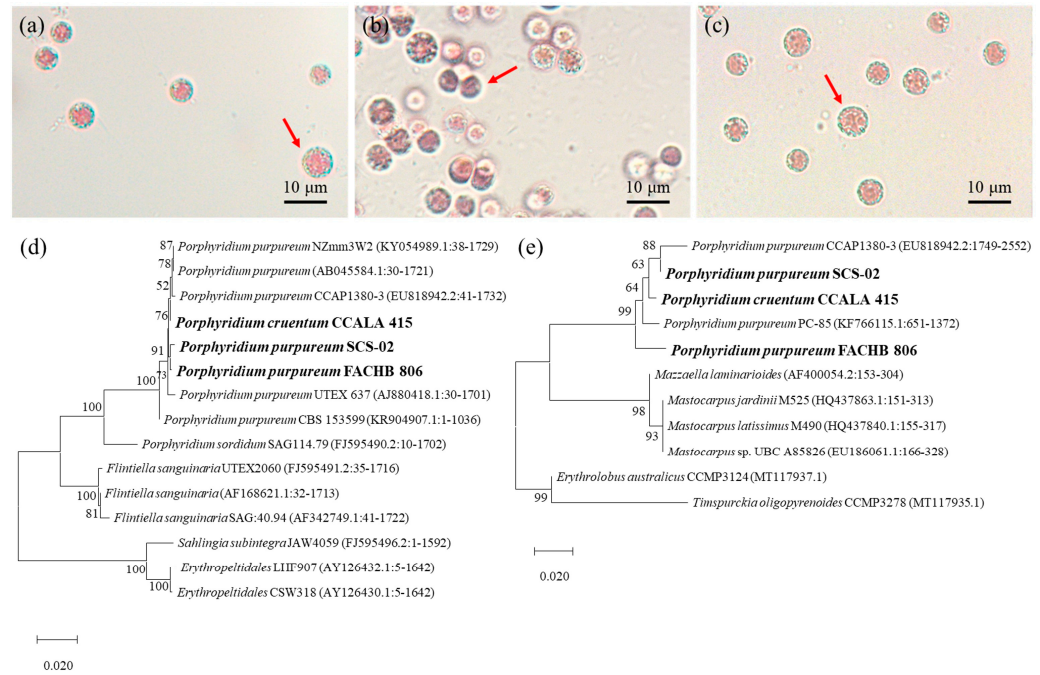 (a)
(b)
(c)
10 μm
10 μm
10 μm
(d)
87
Porphyridium purpureum NZmm3W2 (KY054989.1:38-1729)
78
Porphyridium purpureum (AB045584.1:30-1721)
52
Porphyridium purpureum CCAP1380-3 (EU818942.2:41-1732)
76
Porphyridium cruentum CCALA 415
Porphyridium purpureum SCS-02
91
73
Porphyridium purpureum FACHB 806
100
Porphyridium purpureum UTEX 637 (AJ880418.1:30-1701)
100
Porphyridium purpureum CBS 153599 (KR904907.1:1-1036)
Porphyridium sordidum SAG114.79 (FJ595490.2:10-1702)
Flintiella sanguinaria UTEX2060 (FJ595491.2:35-1716)
100
Flintiella sanguinaria (AF168621.1:32-1713)
81
Flintiella sanguinaria SAG:40.94 (AF342749.1:41-1722)
Sahlingia subintegra JAW4059 (FJ595496.2:1-1592)
100
Erythropeltidales LHF907 (AY126432.1:5-1642)
100
Erythropeltidales CSW318 (AY126430.1:5-1642)
0.020
(e)
88
Porphyridium purpureum CCAP1380-3 (EU818942.2:1749-2552)
63
Porphyridium purpureum SCS-02
64
Porphyridium cruentum CCALA 415
99
Porphyridium purpureum PC-85 (KF766115.1:651-1372)
Porphyridium purpureum FACHB 806
Mazzaella laminarioides (AF400054.2:153-304)
98
Mastocarpus jardinii M525 (HQ437863.1:151-313)
93
Mastocarpus latissimus M490 (HQ437840.1:155-317)
Mastocarpus sp. UBC A85826 (EU186061.1:166-328)
Erythrolobus australicus CCMP3124 (MT117937.1)
99
Timspurckia oligopyrenoides CCMP3278 (MT117935.1)
0.020